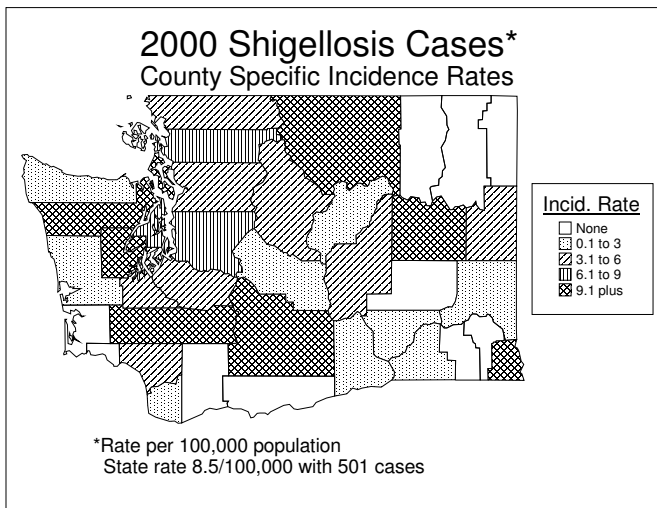 2000 Shigellosis Cases*
County Specific Incidence Rates
Incid. Rate
None
0.1 to 3
3.1 to 6
6.1 to 9
9.1 plus
*Rate per 100,000 population
State rate 8.5/100,000 with 501 cases